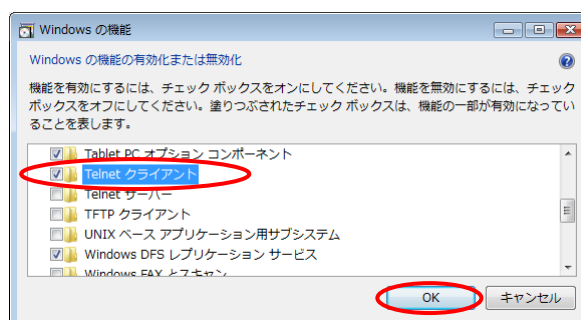 Windows の機能
Windows の機能の有効化または無効化
機能を有効にするには、チェック ボックスをオンにしてください。機能を無効にするには、チェック
ボックスをオフにしてください。塗りつぶされたチェック ボックスは、機能の一部が有効になってい
ることを表します。
Tablet PC オプション コンポーネント
Telnet クライアント
Telnet サーバー
TFTP クライアント
UNIX ベース アプリケーション用サブシステム
Windows DFS レプリケーション サービス
Windows FAX とスキャン
OK
キャンセル